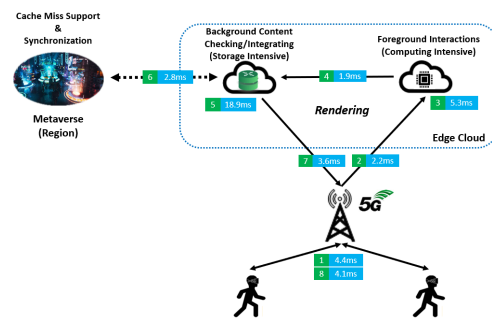 Cache Miss Support
&
Synchronization
Metaverse
(Region)
6 2.8ms
Background Content
Checking/Integrating
(Storage Intensive)
5 18.9ms
4 1.9ms
Foreground Interactions
(Computing Intensive)
3 5.3ms
Rendering
Edge Cloud
7 3.6ms
2 2.2ms
5G
1 4.4ms
8 4.1ms